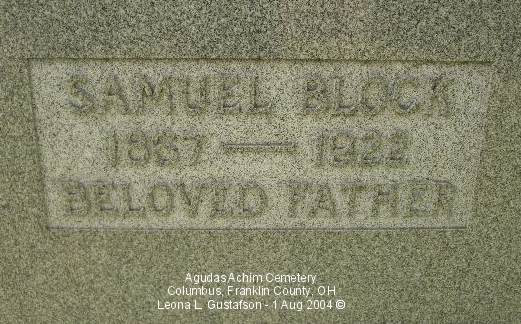 SAMUEL BLOCK
1837 — 1922
BELOVED FATHER
Agudas Achim Cemetery
Columbus, Franklin County, OH
Leona L. Gustafson - 1 Aug 2004 ©